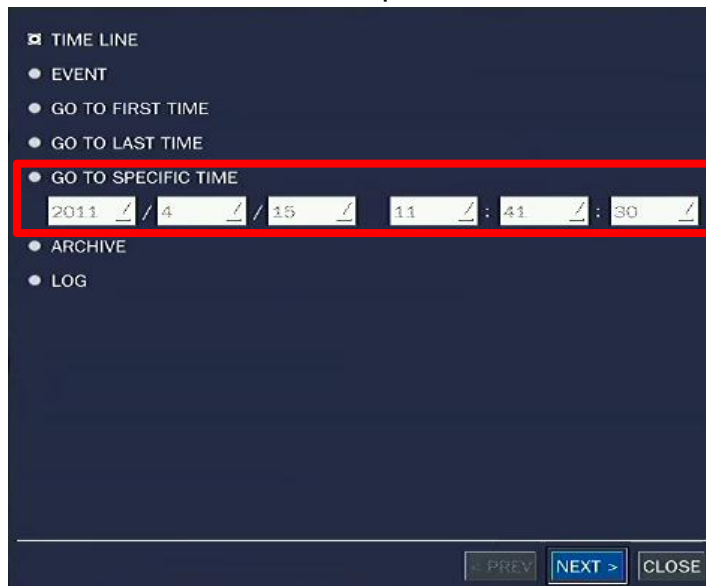 TIME LINE
EVENT
GO TO FIRST TIME
GO TO LAST TIME
GO TO SPECIFIC TIME
2011 / 4 / 15 11 : 41 : 30
ARCHIVE
LOG
< PREV NEXT > CLOSE